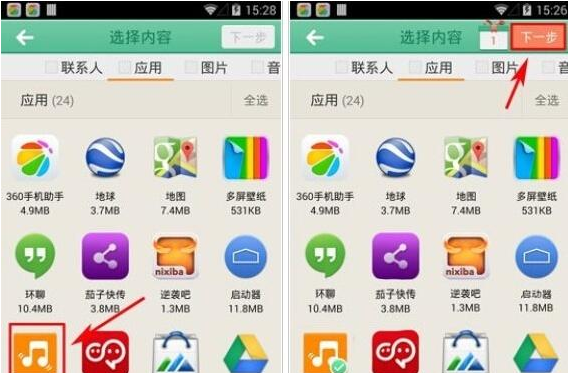 15:28
选择内容
下一步
联系人
应用
图片
音
应用 (24)
全选
360手机助手
地球
地图
多屏壁纸
4.9MB
3.7MB
7.4MB
531KB
nixiba
环聊
茄子快传
逆袭吧
启动器
10.4MB
3.8MB
1.3MB
11.8MB
15:26
选择内容
1
下一步
联系人
应用
图片
音
应用 (24)
全选
360手机助手
地球
地图
多屏壁纸
4.9MB
3.7MB
7.4MB
531KB
nixiba
环聊
茄子快传
逆袭吧
启动器
10.4MB
3.8MB
1.3MB
11.8MB